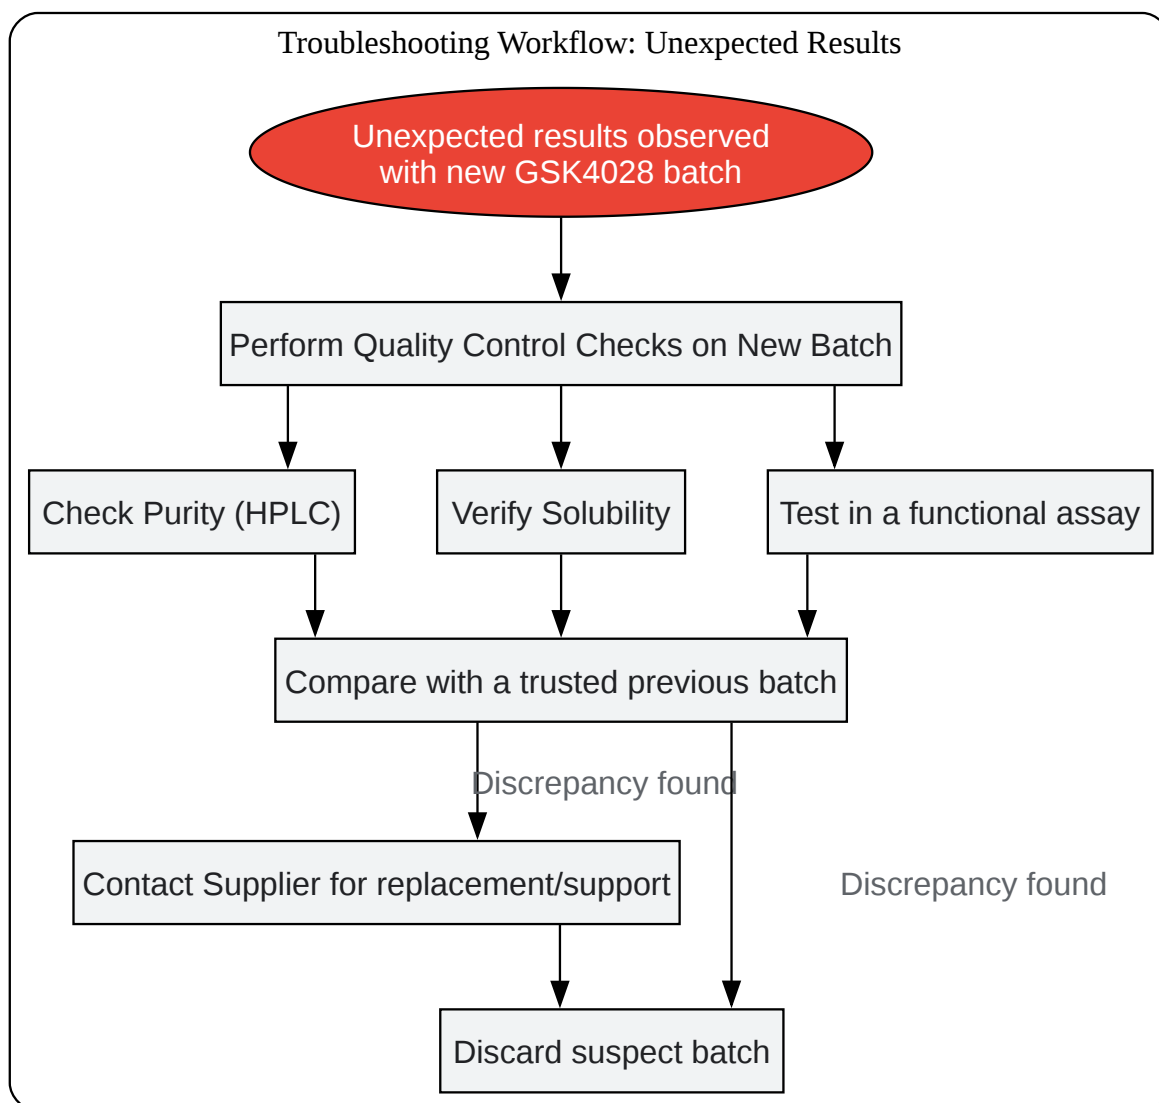 Troubleshooting Workflow: Unexpected Results
Unexpected results observed
with new GSK4028 batch
Perform Quality Control Checks on New Batch
Check Purity (HPLC)
Verify Solubility
Test in a functional assay
Compare with a trusted previous batch
Discrepancy found
Contact Supplier for replacement/support
Discrepancy found
Discard suspect batch